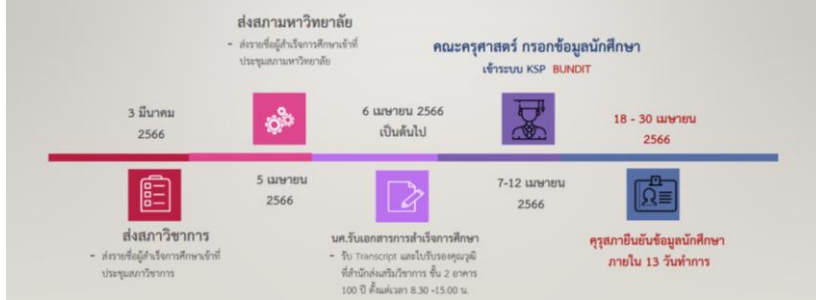 ส่งสภามหาวิทยาลัย
- ส่งรายชื่อผู้สำเร็จการศึกษาเข้าที่
ประชุมสภามหาวิทยาลัย
คณะครุศาสตร์ กรอกข้อมูลนักศึกษา
เข้าระบบ KSP BUNDIT
3 มีนาคม
2566
6 เมษายน 2566
เป็นต้นไป
18 - 30 เมษายน
2566
5 เมษายน
2566
7-12 เมษายน
2566
ส่งสภาวิชาการ
- ส่งรายชื่อผู้สำเร็จการศึกษาเข้าที่
ประชุมสภาวิชาการ
นศ.รับเอกสารการสำเร็จการศึกษา
- รับ Transcript และใบรับรองคุณวุฒิ
ที่สำนักส่งเสริมวิชาการ ชั้น 2 อาคาร
100 ปี ตั้งแต่เวลา 8.30 -15.00 น.
คุรุสภายืนยันข้อมูลนักศึกษา
ภายใน 13 วันทำการ